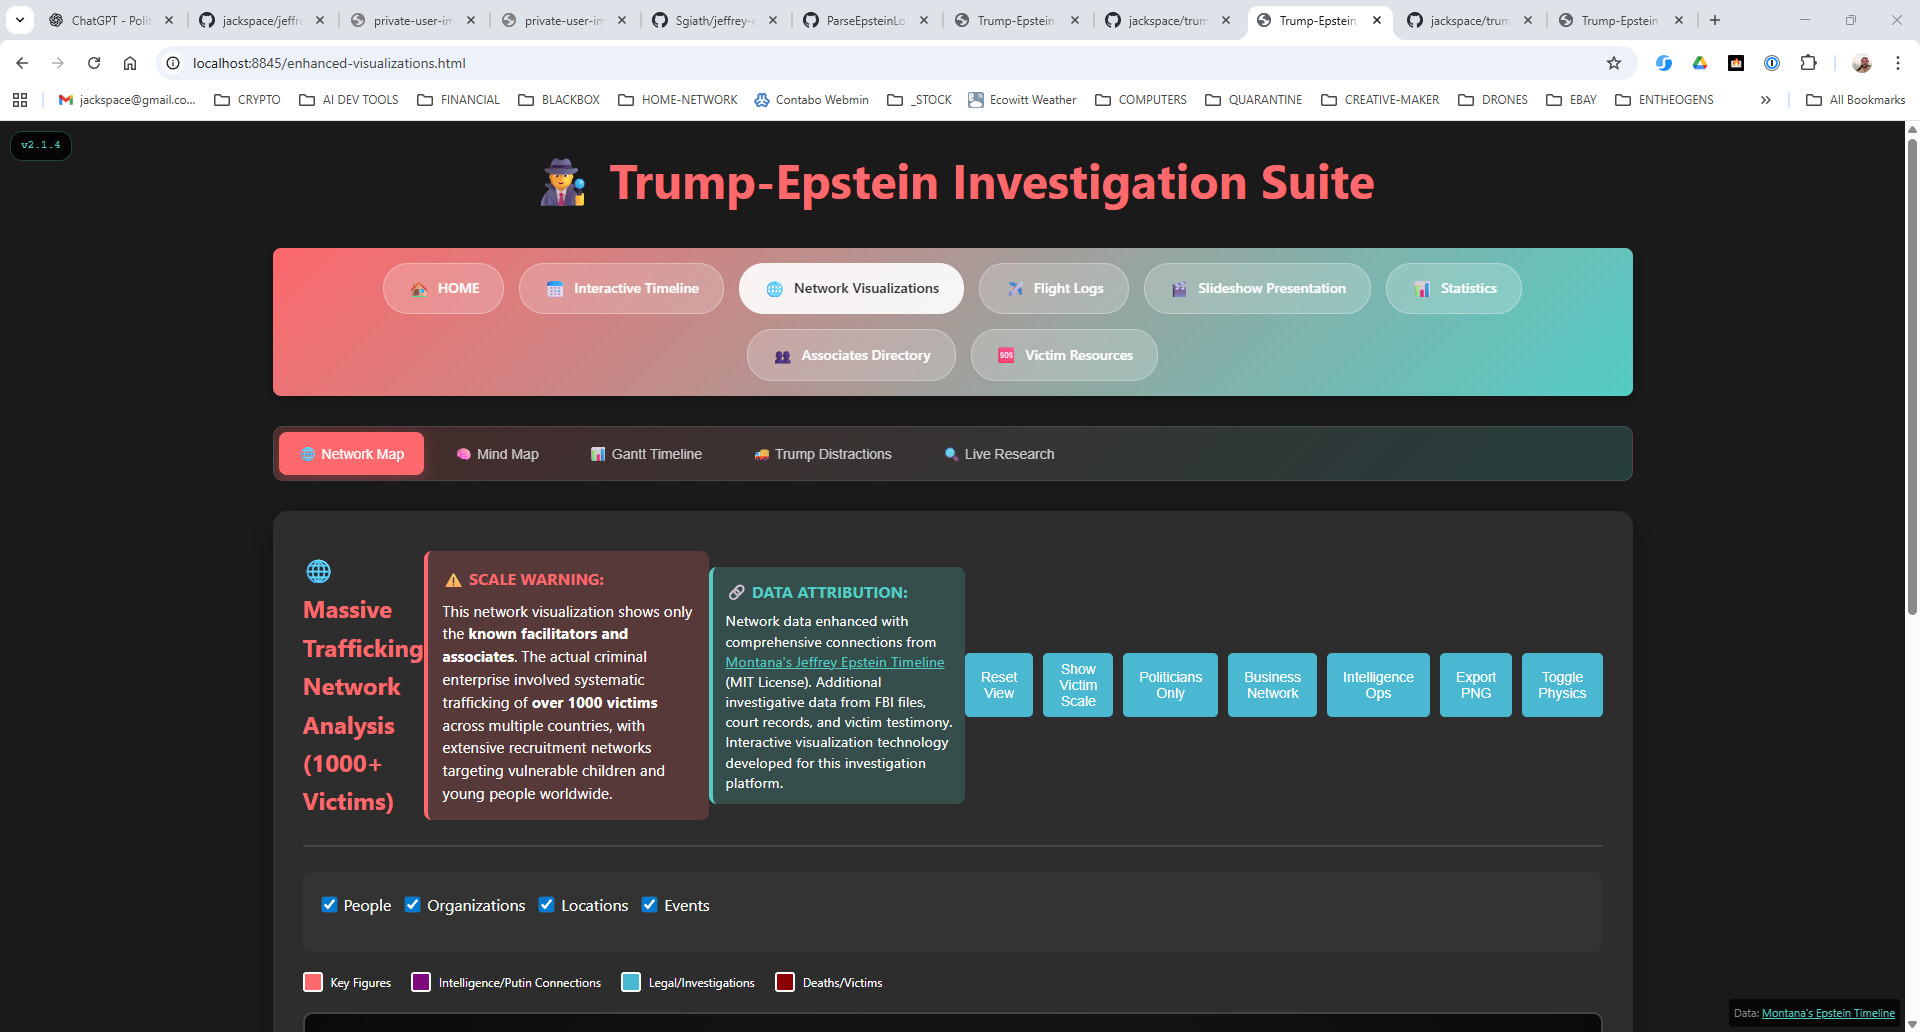 ChatGPT - Polit
jackspace/jeffre
private-user-im
private-user-im
Sgiath/jeffrey-e
ParseEpsteinLo
Trump-Epstein
jackspace/trum
Trump-Epstein
jackspace/trum
Trump-Epstein
localhost:8845/enhanced-visualizations.html
jackspace@gmail.co...
CRYPTO
AI DEV TOOLS
FINANCIAL
BLACKBOX
HOME-NETWORK
Contabo Webmin
_STOCK
Ecowitt Weather
COMPUTERS
QUARANTINE
CREATIVE-MAKER
DRONES
EBAY
ENTHEOGENS
All Bookmarks
v2.1.4
Trump-Epstein Investigation Suite
HOME
Interactive Timeline
Network Visualizations
Flight Logs
Slideshow Presentation
Statistics
Associates Directory
SOS Victim Resources
Network Map
Mind Map
Gantt Timeline
Trump Distractions
Live Research
Massive
Trafficking
Network
Analysis
(1000+
Victims)
SCALE WARNING:
This network visualization shows only
the known facilitators and
associates. The actual criminal
enterprise involved systematic
trafficking of over 1000 victims
across multiple countries, with
extensive recruitment networks
targeting vulnerable children and
young people worldwide.
DATA ATTRIBUTION:
Network data enhanced with
comprehensive connections from
Montana's Jeffrey Epstein Timeline
(MIT License). Additional
investigative data from FBI files,
court records, and victim testimony.
Interactive visualization technology
developed for this investigation
platform.
Reset
View
Show
Victim
Scale
Politicians
Only
Business
Network
Intelligence
Ops
Export
PNG
Toggle
Physics
People
Organizations
Locations
Events
Key Figures
Intelligence/Putin Connections
Legal/Investigations
Deaths/Victims
Data: Montana's Epstein Timeline